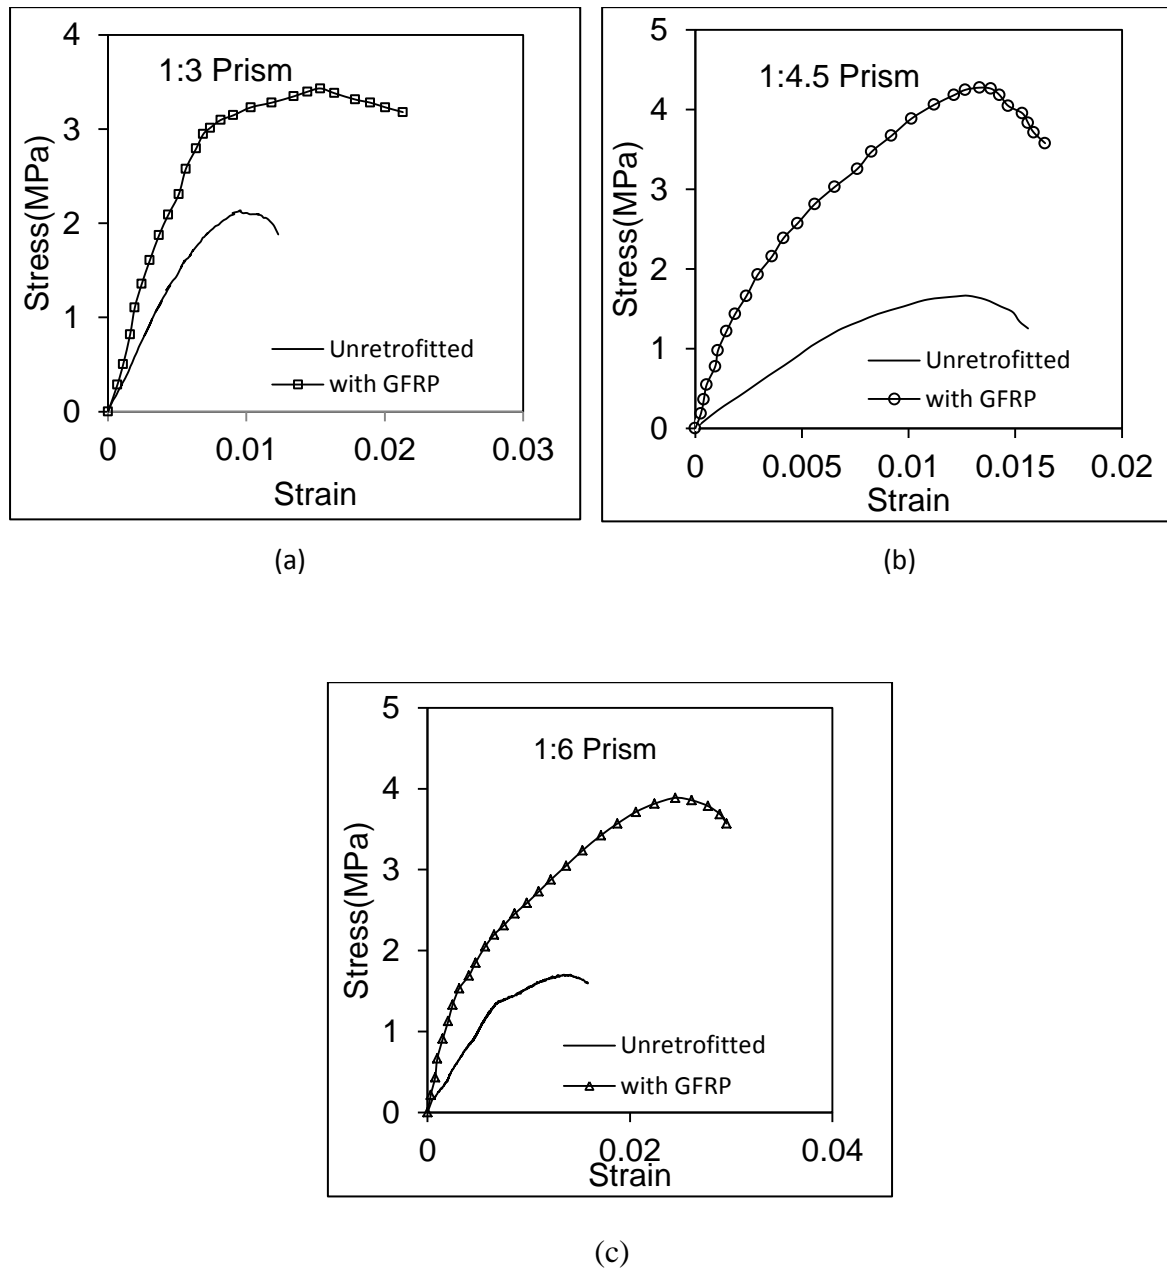 1:3 Prism
Stress(MPa)
4
3
2
1
0
Unretrofitted
with GFRP
0 0.01 0.02 0.03
Strain
(a)
1:4.5 Prism
Stress(MPa)
5
4
3
2
1
0
Unretrofitted
with GFRP
0 0.005 0.01 0.015 0.02
Strain
(b)
1:6 Prism
Stress(MPa)
5
4
3
2
1
0
Unretrofitted
with GFRP
0 0.02 0.04
Strain
(c)